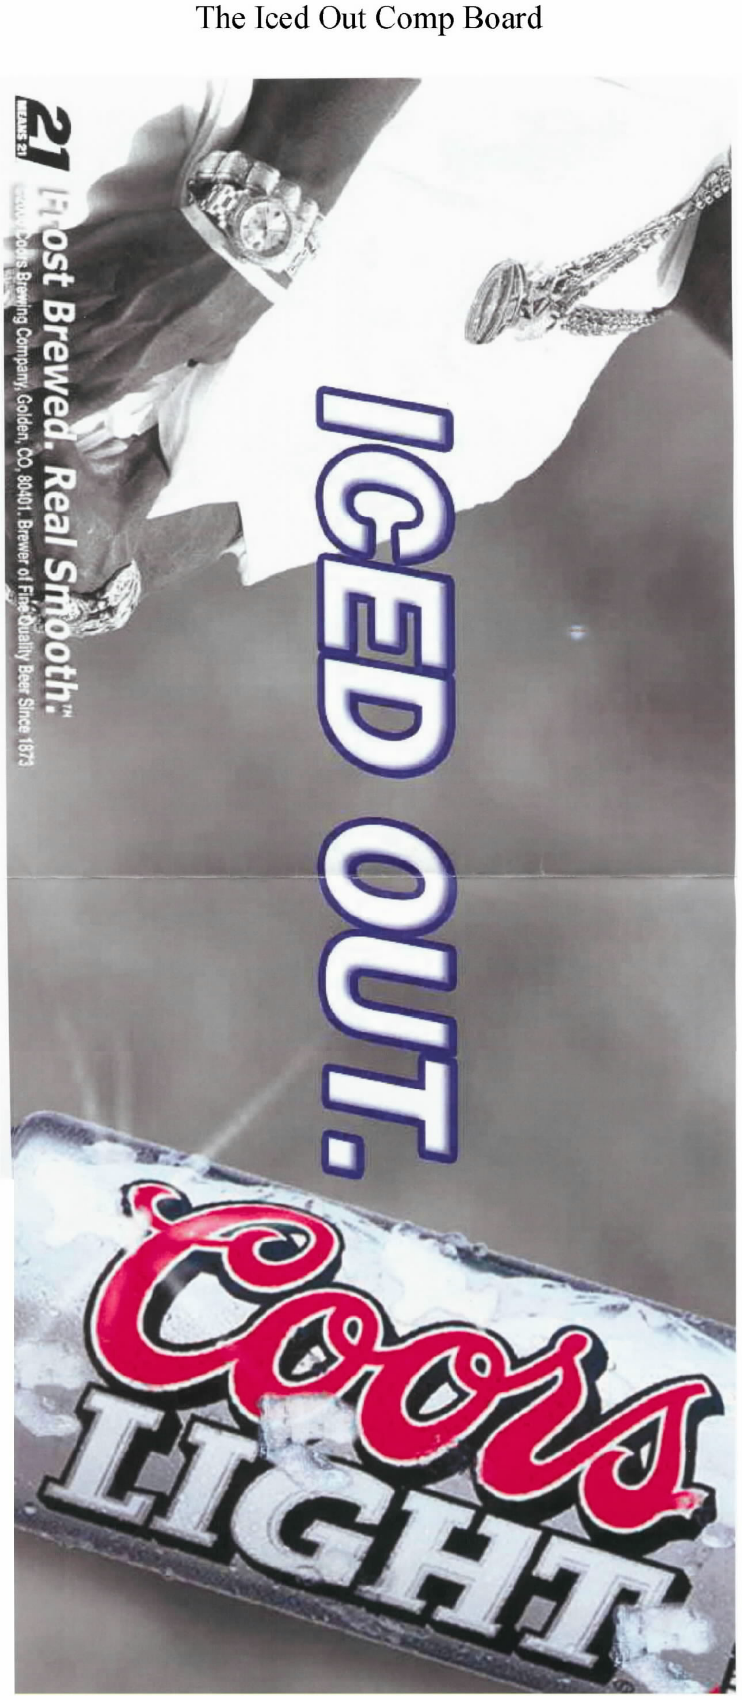 The Iced Out Comp Board
ICED OUT.
Coors
LIGHT
21
MEANS 21
Frost Brewed. Real Smooth.™
Coors Brewing Company, Golden, CO, 80401. Brewer of Fine Quality Beer Since 1873